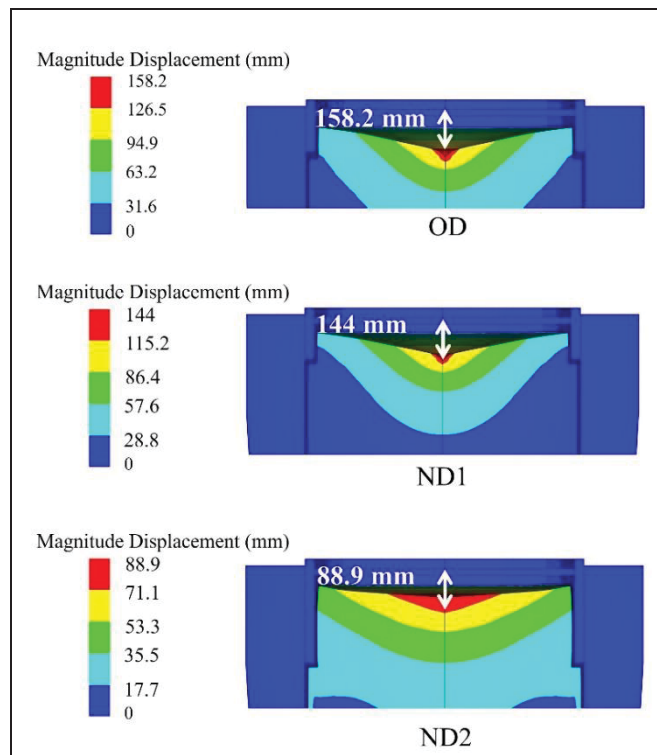 Magnitude Displacement (mm)
158.2
126.5
94.9
63.2
31.6
0
158.2 mm
OD
Magnitude Displacement (mm)
144
115.2
86.4
57.6
28.8
0
144 mm
ND1
Magnitude Displacement (mm)
88.9
71.1
53.3
35.5
17.7
0
88.9 mm
ND2